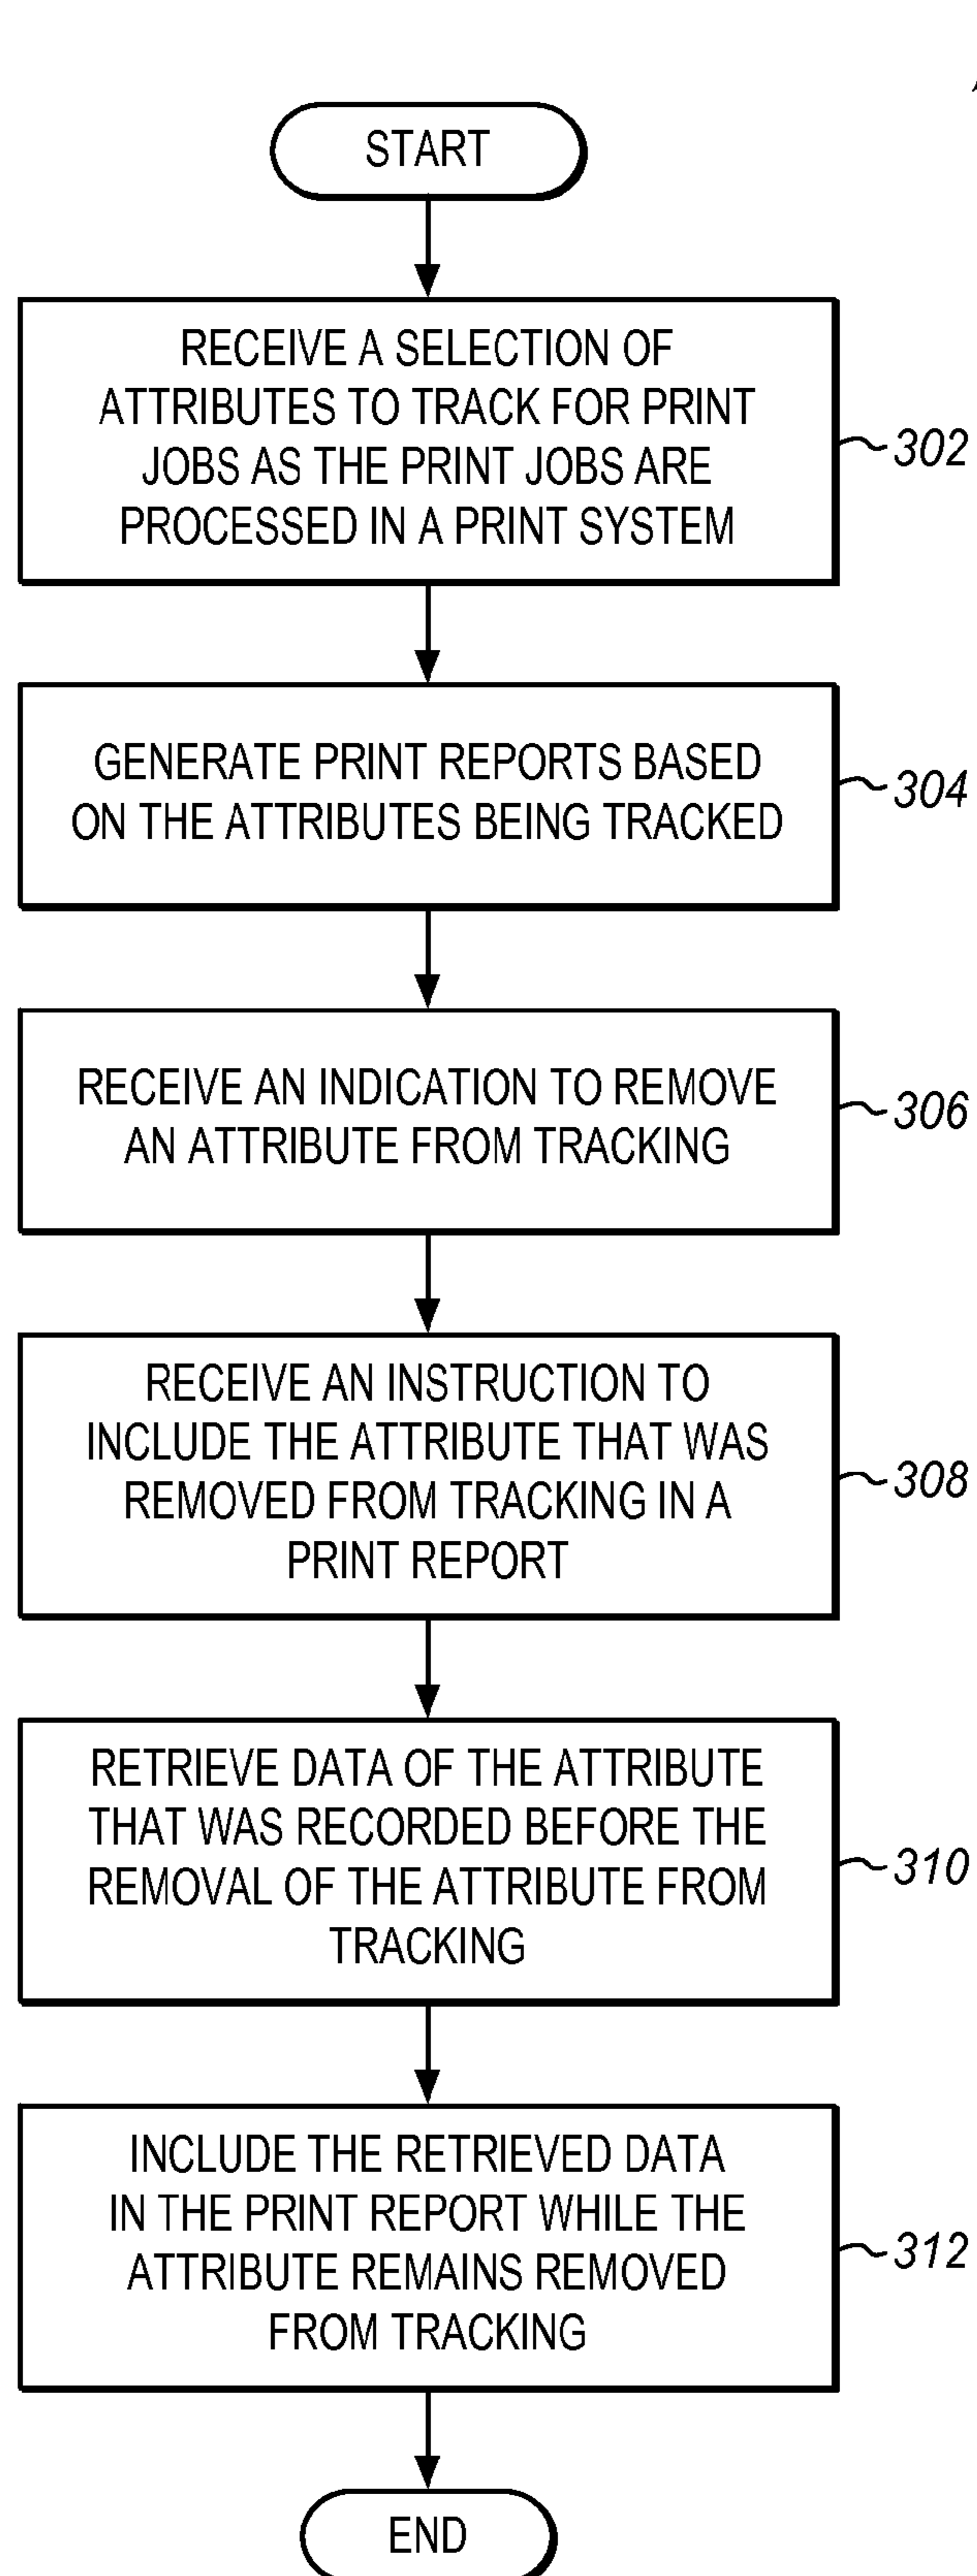 START
RECEIVE A SELECTION OF
ATTRIBUTES TO TRACK FOR PRINT
JOBS AS THE PRINT JOBS ARE
PROCESSED IN A PRINT SYSTEM
302
GENERATE PRINT REPORTS BASED
ON THE ATTRIBUTES BEING TRACKED
304
RECEIVE AN INDICATION TO REMOVE
AN ATTRIBUTE FROM TRACKING
306
RECEIVE AN INSTRUCTION TO
INCLUDE THE ATTRIBUTE THAT WAS
REMOVED FROM TRACKING IN A
PRINT REPORT
308
RETRIEVE DATA OF THE ATTRIBUTE
THAT WAS RECORDED BEFORE THE
REMOVAL OF THE ATTRIBUTE FROM
TRACKING
310
INCLUDE THE RETRIEVED DATA
IN THE PRINT REPORT WHILE THE
ATTRIBUTE REMAINS REMOVED
FROM TRACKING
312
END